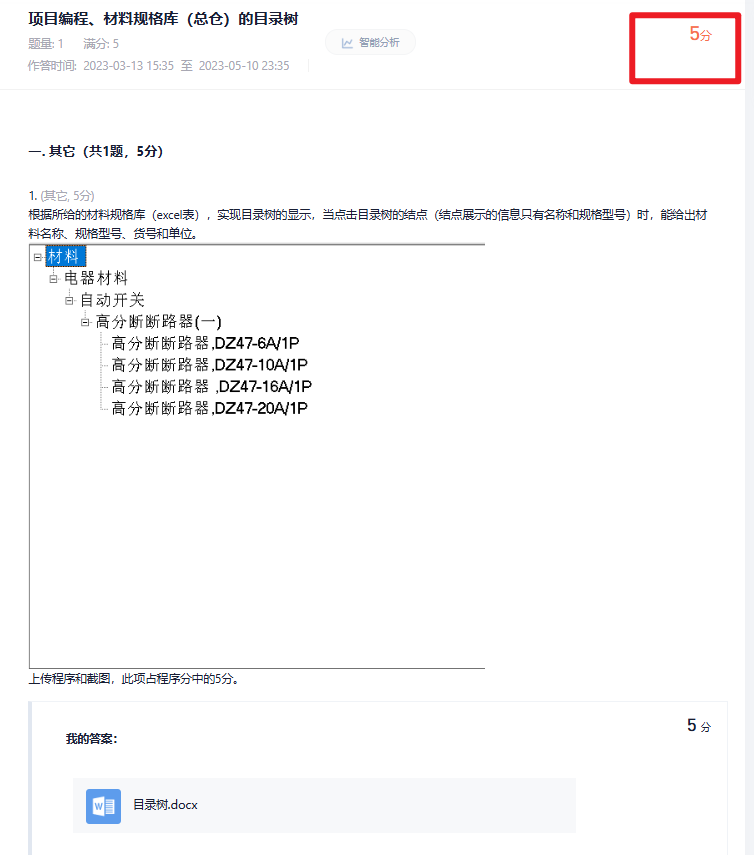 项目编程、材料规格库（总仓）的目录树
5分
题量: 1 满分: 5
智能分析
作答时间: 2023-03-13 15:35 至 2023-05-10 23:35
一. 其它（共1题，5分）
1. (其它, 5分)
根据所给的材料规格库（excel表），实现目录树的显示，当点击目录树的结点（结点展示的信息只有名称和规格型号）时，能给出材
料名称、规格型号、货号和单位。
材料
电器材料
自动开关
高分断断路器(一)
高分断断路器,DZ47-6A/1P
高分断断路器,DZ47-10A/1P
高分断断路器 ,DZ47-16A/1P
高分断断路器,DZ47-20A/1P
上传程序和截图，此项占程序分中的5分。
5 分
我的答案：
目录树.docx